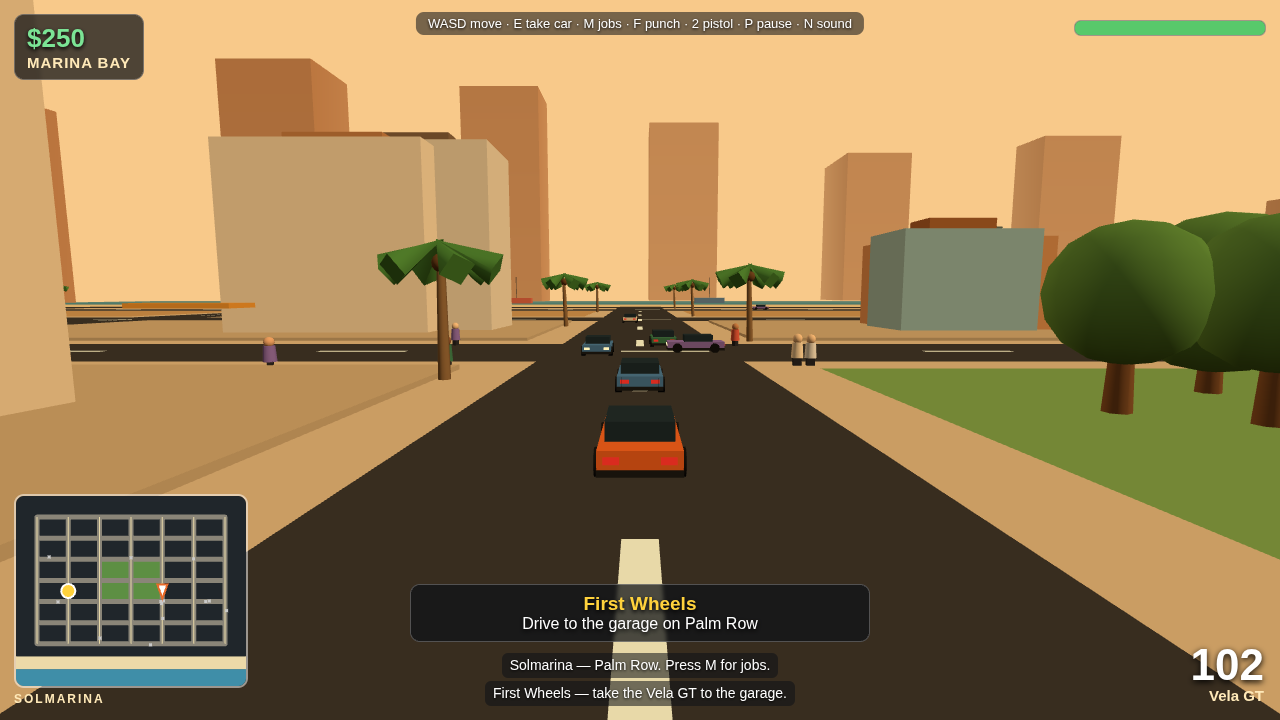 $250
MARINA BAY
WASD move · E take car · M jobs · F punch · 2 pistol · P pause · N sound
First Wheels
Drive to the garage on Palm Row
Solmarina — Palm Row. Press M for jobs.
First Wheels — take the Vela GT to the garage.
SOLMARINA
102
Vela GT